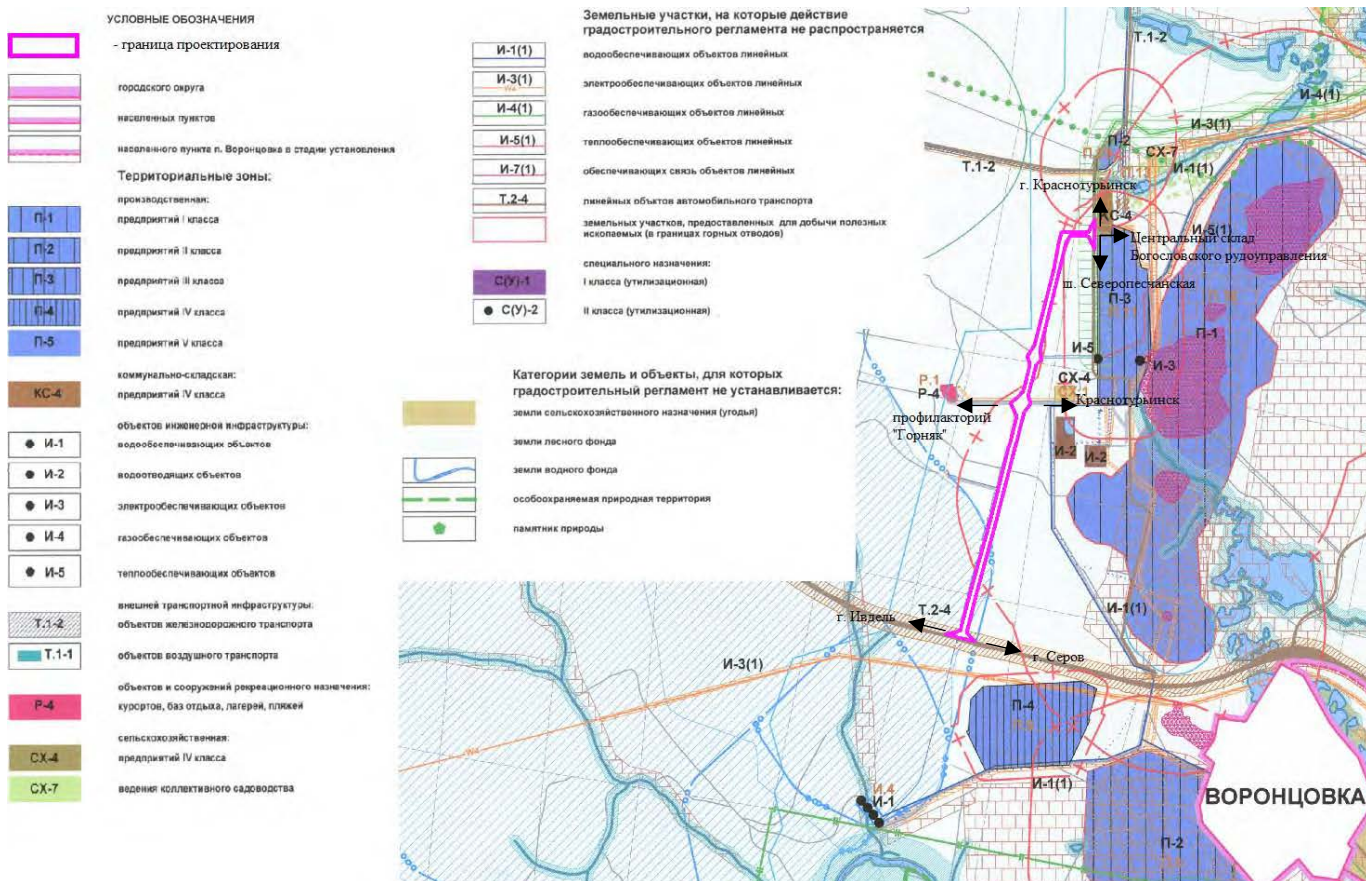 УСЛОВНЫЕ ОБОЗНАЧЕНИЯ
- граница проектирования
городского округа
населенных пунктов
населенного пункта п. Воронцовка в стадии установления
Территориальные зоны:
производственная:
П-1
предприятий I класса
П-2
предприятий II класса
П-3
предприятий III класса
П-4
предприятий IV класса
П-5
предприятий V класса
коммунально-складская:
КС-4
предприятий IV класса
объектов инженерной инфраструктуры:
И-1
водообеспечивающих объектов
И-2
водоотводящих объектов
И-3
электрообеспечивающих объектов
И-4
газообеспечивающих объектов
И-5
теплообеспечивающих объектов
внешней транспортной инфраструктуры:
Т.1-2
объектов железнодорожного транспорта
Т.1-1
объектов воздушного транспорта
объектов и сооружений рекреационного назначения:
Р-4
курортов, баз отдыха, лагерей, пляжей
сельскохозяйственная:
СХ-4
предприятий IV класса
СХ-7
ведения коллективного садоводства
Земельные участки, на которые действие
градостроительного регламента не распространяется
И-1(1)
водообеспечивающих объектов линейных
И-3(1)
электрообеспечивающих объектов линейных
И-4(1)
газообеспечивающих объектов линейных
И-5(1)
теплообеспечивающих объектов линейных
И-7(1)
обеспечивающих связь объектов линейных
Т.2-4
линейных объктов автомобильного транспорта
земельных участков, предоставленных для добычи полезных
ископаемых (в границах горных отводов)
специального назначения:
С(У)-1
I класса (утилизационная)
С(У)-2
II класса (утилизационная)
Категории земель и объекты, для которых
градостроительный регламент не устанавливается:
земли сельскохозяйственного назначения (угодья)
земли лесного фонда
земли водного фонда
особоохраняемая природная территория
памятник природы
Т.1-2
И-4(1)
И-3(1)
П-2
СХ-7
Т.1-2
И-1(1)
г. Краснотурьинск
КС-4
И-5(1)
Центральный склад
Богословского рудоуправления
ш. Северопесчанская
П-3
П-1
И-5
И-3
СХ-4
Р.1
Р-4
Краснотурьинск
профилакторий
"Горняк"
И-2
И-2
И-1(1)
Т.2-4
г. Ивдель
г. Серов
И-3(1)
П-4
И.4
И-1
И-1(1)
ВОРОНЦОВКА
П-2